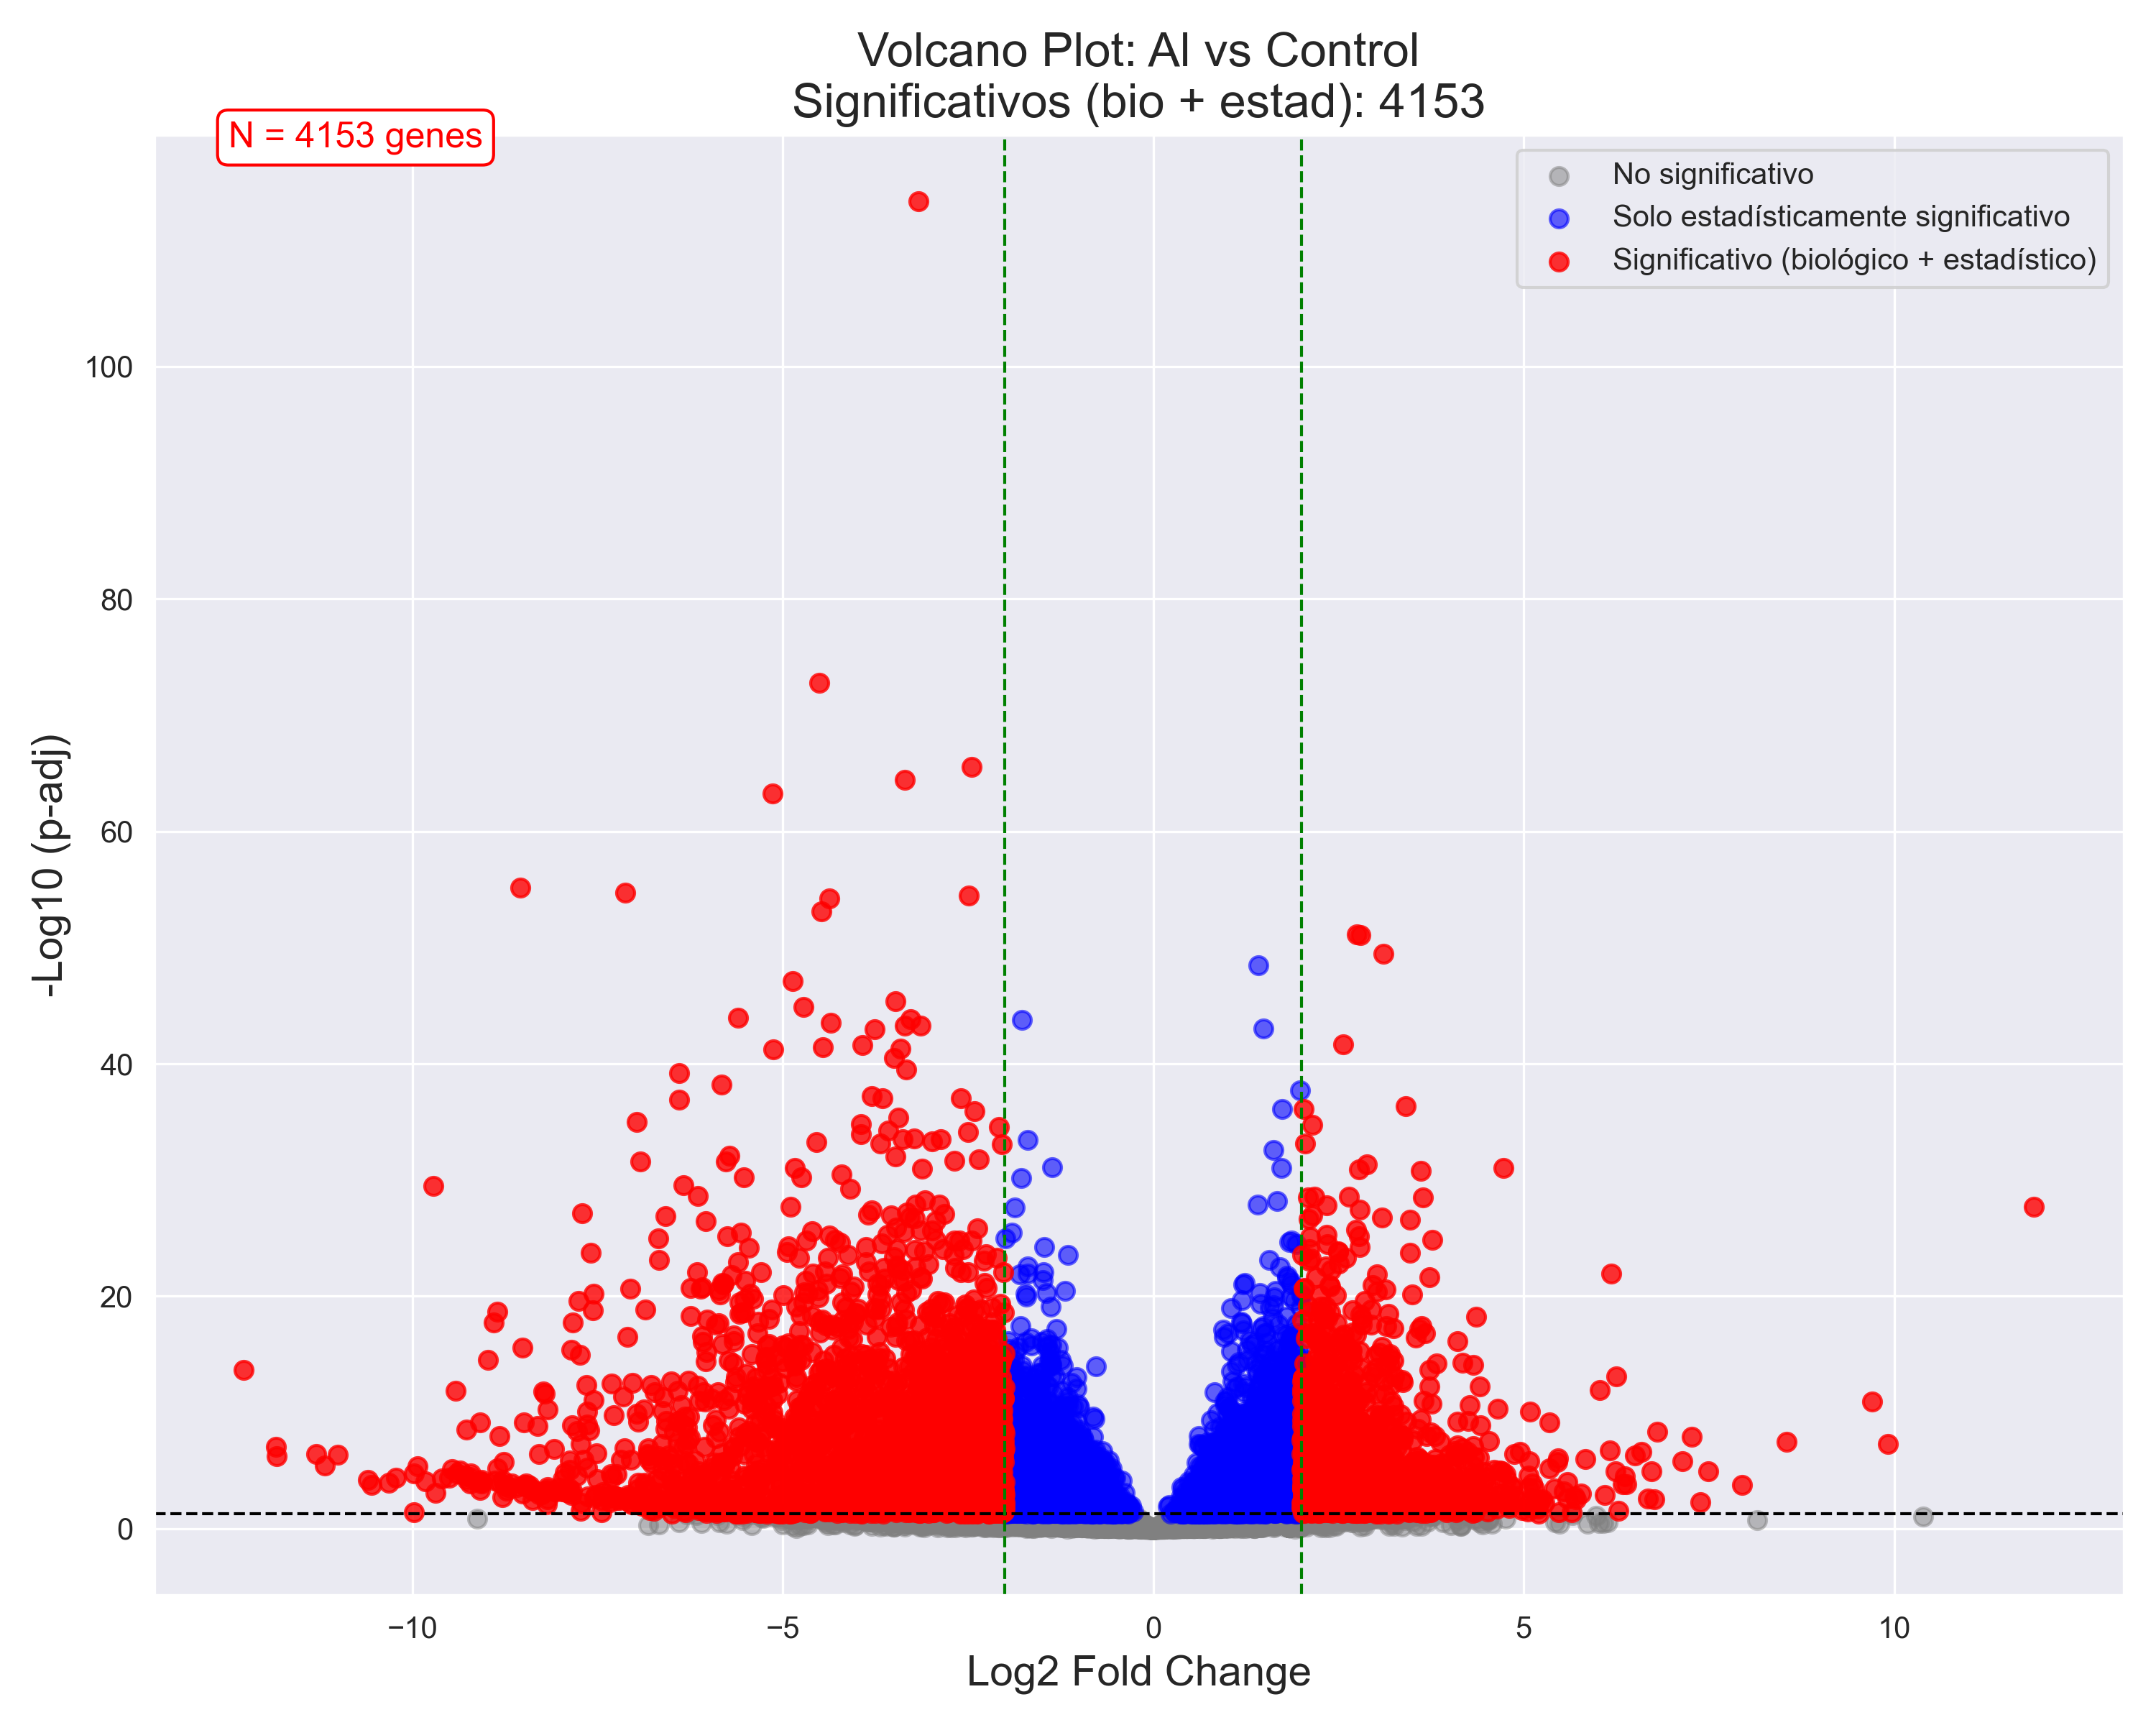 Volcano Plot: Al vs Control
Significativos (bio + estad): 4153
N = 4153 genes
No significativo
Solo estadísticamente significativo
Significativo (biológico + estadístico)
100
80
60
40
20
0
-Log10 (p-adj)
−10
−5
0
5
10
Log2 Fold Change